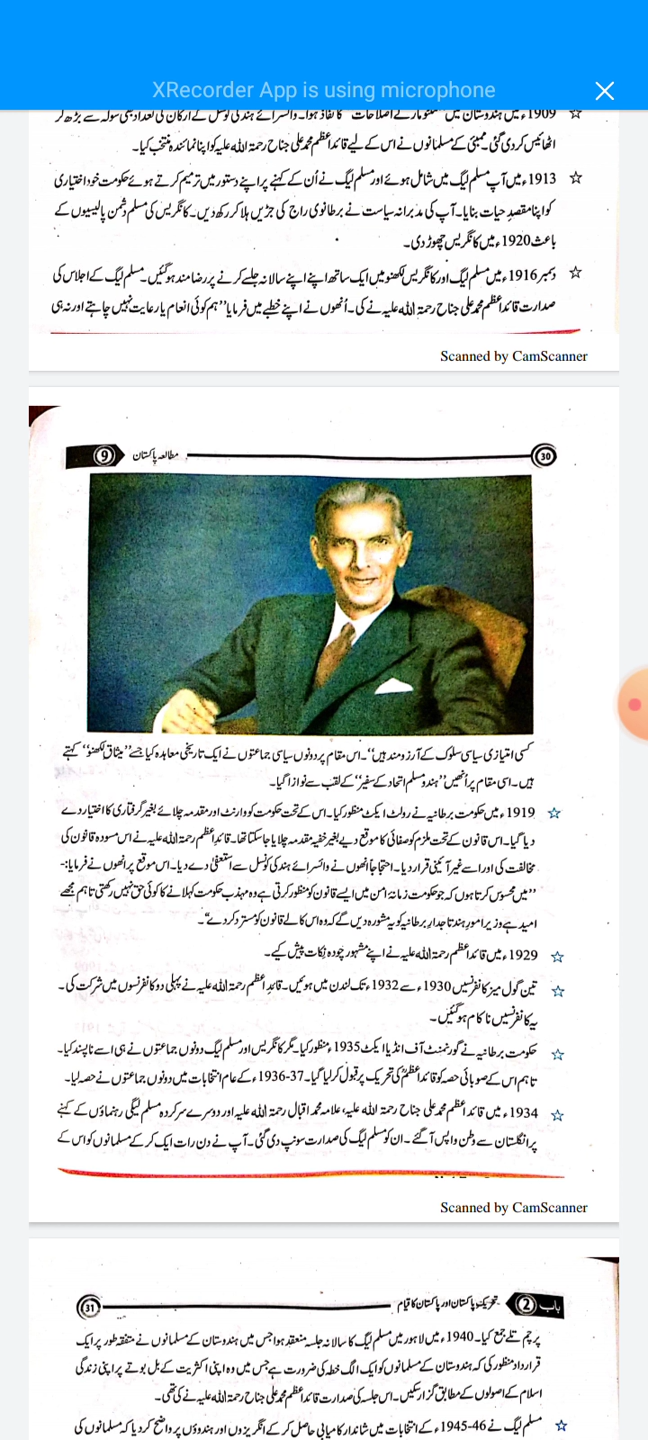 XRecorder App is using microphone
1909ء میں ہندوستان میں "منٹو مارلے اصلاحات" کا نفاذ ہوا۔ وائسرائے ہند کی کونسل کے ارکان کی تعداد بھی سولہ سے بڑھ کر
اٹھائیس کر دی گئی۔ ممبئی کے مسلمانوں نے اس کے لیے قائداعظم محمد علی جناح رحمۃ اللہ علیہ کو اپنا نمائندہ منتخب کیا۔
☆ 1913ء میں آپ مسلم لیگ میں شامل ہوئے اور مسلم لیگ نے اُن کے کہنے پر اپنے دستور میں ترمیم کرتے ہوئے حکومت خود اختیاری
کو اپنا مقصدِ حیات بنایا۔ آپ کی مدبرانہ سیاست نے برطانوی راج کی جڑیں ہلا کر رکھ دیں۔ کانگریس کی مسلم دشمن پالیسیوں کے
باعث 1920ء میں کانگریس چھوڑ دی۔
☆ دسمبر 1916ء میں مسلم لیگ اور کانگریس لکھنو میں ایک ساتھ اپنے اپنے سالانہ جلسے کرنے پر رضا مند ہو گئیں۔ مسلم لیگ کے اجلاس کی
صدارت قائداعظم محمد علی جناح رحمۃ اللہ علیہ نے کی۔ اُنھوں نے اپنے خطبے میں فرمایا "ہم کوئی انعام یا رعایت نہیں چاہتے اور نہ ہی
Scanned by CamScanner
30 مطالعہ پاکستان 9
کسی امتیازی سیاسی سلوک کے آرزو مند ہیں"۔ اس مقام پر دونوں سیاسی جماعتوں نے ایک تاریخی معاہدہ کیا جسے "میثاق لکھنؤ" کہتے
ہیں۔ اسی مقام پر اُنھیں "ہندو مسلم اتحاد کے سفیر" کے لقب سے نوازا گیا۔
☆ 1919ء میں حکومت برطانیہ نے رولٹ ایکٹ منظور کیا۔ اس کے تحت حکومت کو وارنٹ اور مقدمہ چلائے بغیر گرفتاری کا اختیار دے
دیا گیا۔ اس قانون کے تحت ملزم کو صفائی کا موقع دیے بغیر خفیہ مقدمہ چلایا جا سکتا تھا۔ قائداعظم رحمۃ اللہ علیہ نے اس مسودہ قانون کی
مخالفت کی اور اسے غیر آئینی قرار دیا۔ احتجاجاً اُنھوں نے وائسرائے ہند کی کونسل سے استعفیٰ دے دیا۔ اس موقع پر اُنھوں نے فرمایا:-
"میں محسوس کرتا ہوں کہ جو حکومت زمانۂ امن میں ایسے قانون کو منظور کرتی ہے وہ مہذب حکومت کہلانے کا کوئی حق نہیں رکھتی تاہم مجھے
امید ہے وزیر امور ہند تاجدار برطانیہ کو یہ مشورہ دیں گے کہ وہ اس کالے قانون کو مسترد کر دے"۔
☆ 1929ء میں قائداعظم رحمۃ اللہ علیہ نے اپنے مشہور چودہ نکات پیش کیے۔
☆ تین گول میز کانفرنسیں 1930ء سے 1932ء تک لندن میں ہوئیں۔ قائداعظم رحمۃ اللہ علیہ نے پہلی دو کانفرنسوں میں شرکت کی۔
یہ کانفرنسیں ناکام ہو گئیں۔
☆ حکومت برطانیہ نے گورنمنٹ آف انڈیا ایکٹ 1935ء منظور کیا۔ مگر کانگریس اور مسلم لیگ دونوں جماعتوں نے ہی اسے ناپسند کیا۔
تاہم اس کے صوبائی حصہ کو قائداعظمؒ کی تحریک پر قبول کر لیا گیا۔ 37-1936ء کے عام انتخابات میں دونوں جماعتوں نے حصہ لیا۔
☆ 1934ء میں قائداعظم محمد علی جناح رحمۃ اللہ علیہ، علامہ محمد اقبال رحمۃ اللہ علیہ اور دوسرے سرکردہ مسلم لیگی رہنماؤں کے کہنے
پر انگلستان سے وطن واپس آ گئے۔ ان کو مسلم لیگ کی صدارت سونپ دی گئی۔ آپ نے دن رات ایک کر کے مسلمانوں کو اس کے
Scanned by CamScanner
باب 2 تحریکِ پاکستان اور پاکستان کا قیام 31
پرچم تلے جمع کیا۔ 1940ء میں لاہور میں مسلم لیگ کا سالانہ جلسہ منعقد ہوا جس میں ہندوستان کے مسلمانوں نے متفقہ طور پر ایک
قرارداد منظور کی کہ ہندوستان کے مسلمانوں کو ایک الگ خطہ کی ضرورت ہے جس میں وہ اپنی اکثریت کے بل بوتے پر اپنی زندگی
اسلام کے اصولوں کے مطابق گزار سکیں۔ اس جلسہ کی صدارت قائداعظم محمد علی جناح رحمۃ اللہ علیہ نے کی تھی۔
☆ مسلم لیگ نے 46-1945ء کے انتخابات میں شاندار کامیابی حاصل کر کے انگریزوں اور ہندوؤں پر واضح کر دیا کہ مسلمانوں کی